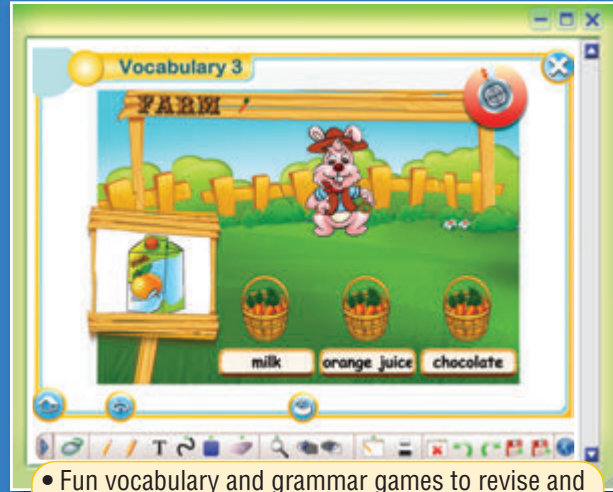 Vocabulary 3
FARM
milk
orange juice
chocolate
T
• Fun vocabulary and grammar games to revise and